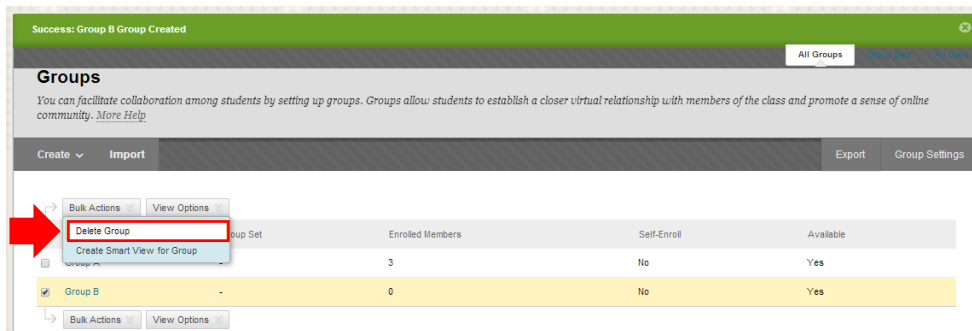 Success: Group B Group Created
All Groups
Groups
You can facilitate collaboration among students by setting up groups. Groups allow students to establish a closer virtual relationship with members of the class and promote a sense of online
community. More Help
Create Import Export Group Settings
Bulk Actions View Options
Delete Group
Create Smart View for Group
oup Set Enrolled Members Self-Enroll Available
Group A - 3 No Yes
Group B - 0 No Yes
Bulk Actions View Options